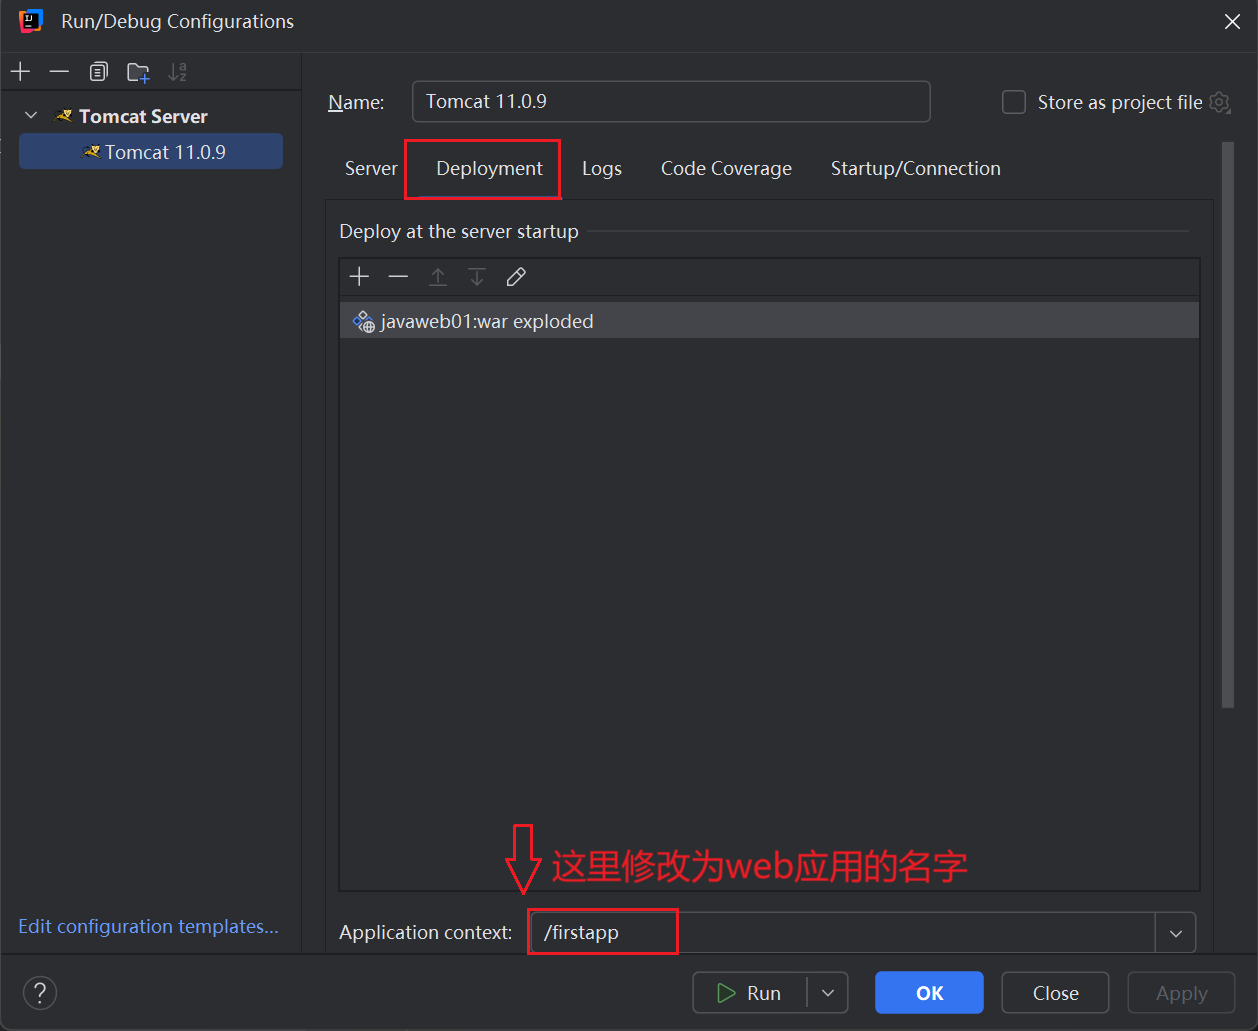 Run/Debug Configurations
Tomcat Server
Tomcat 11.0.9
Name:
Tomcat 11.0.9
Store as project file
Server
Deployment
Logs
Code Coverage
Startup/Connection
Deploy at the server startup
javaweb01:war exploded
这里修改为web应用的名字
Edit configuration templates...
Application context:
/firstapp
?
Run
OK
Close
Apply